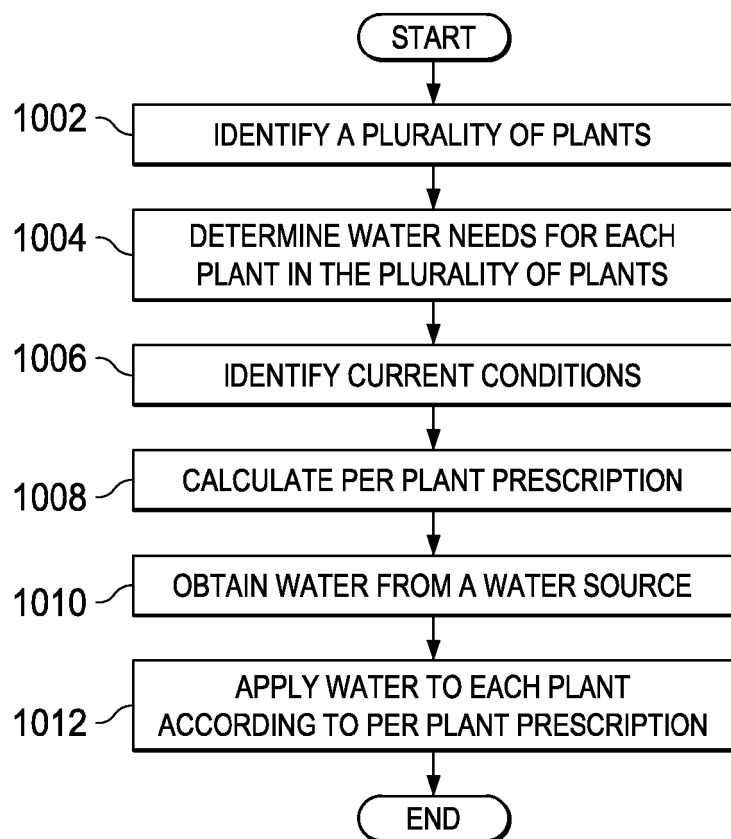 START
1002
IDENTIFY A PLURALITY OF PLANTS
1004
DETERMINE WATER NEEDS FOR EACH
PLANT IN THE PLURALITY OF PLANTS
1006
IDENTIFY CURRENT CONDITIONS
1008
CALCULATE PER PLANT PRESCRIPTION
1010
OBTAIN WATER FROM A WATER SOURCE
1012
APPLY WATER TO EACH PLANT
ACCORDING TO PER PLANT PRESCRIPTION
END